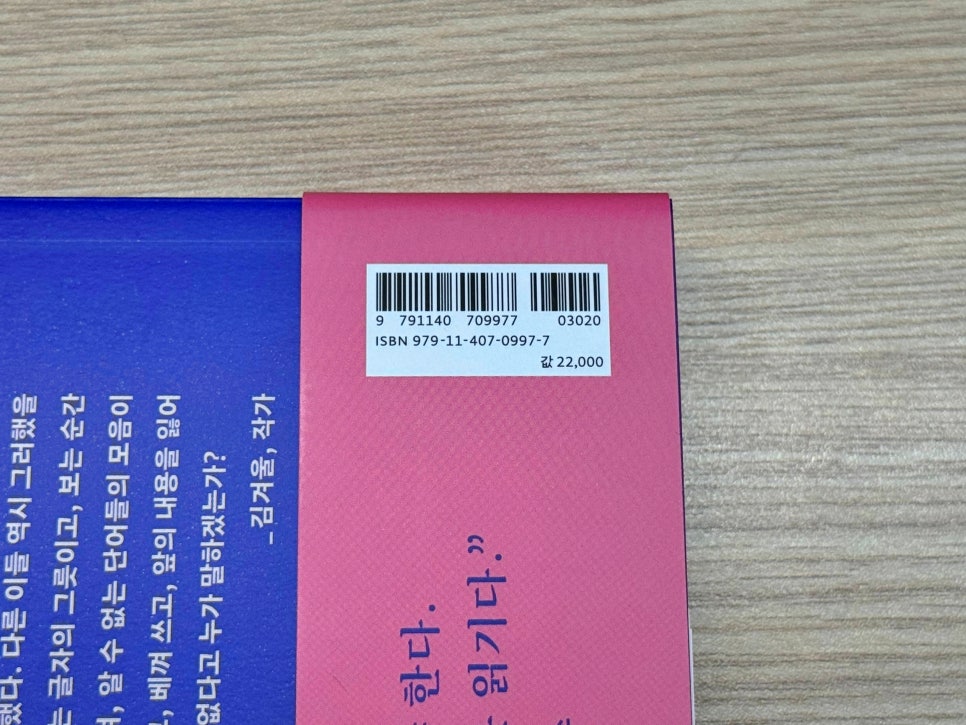 9 791140 709977 03020
ISBN 979-11-407-0997-7
값 22,000
했다. 다른 이들 역시 그러했을
는 글자의 그릇이고, 보는 순간
알 수 없는 단어들의 모음이
베껴 쓰고, 앞의 내용을 잃어
없다고 누가 말하겠는가?
_김겨울, 작가
한다.
읽기다.”